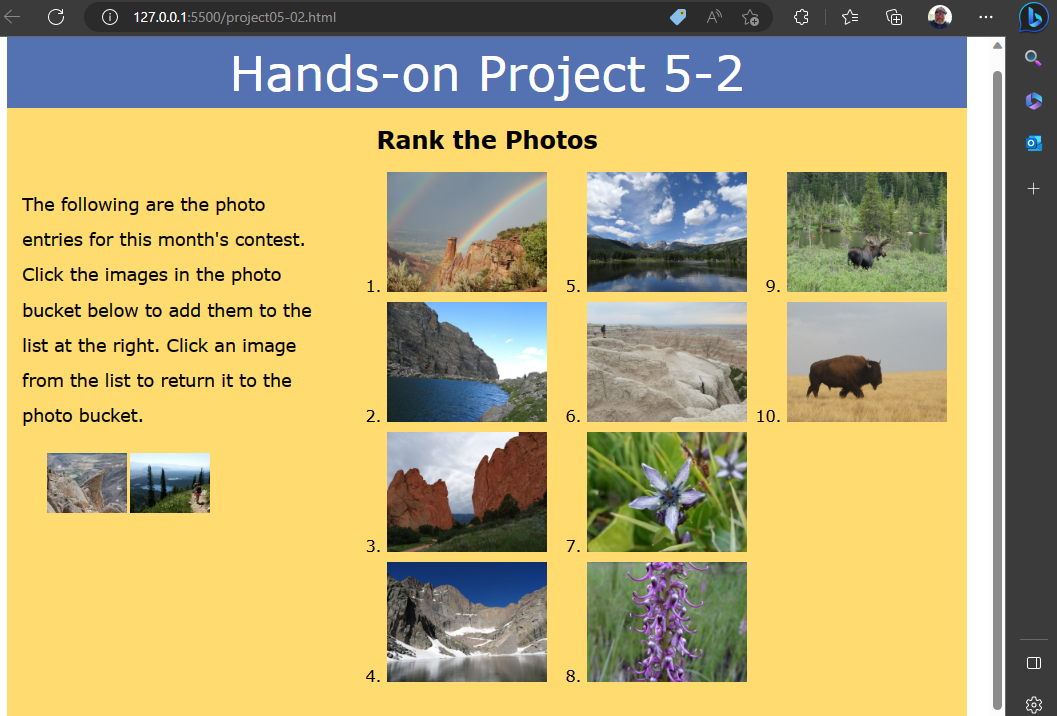 127.0.0.1:5500/project05-02.html
Hands-on Project 5-2
Rank the Photos
The following are the photo
entries for this month's contest.
Click the images in the photo
bucket below to add them to the
list at the right. Click an image
from the list to return it to the
photo bucket.
1.
5.
9.
2.
6.
10.
3.
7.
4.
8.